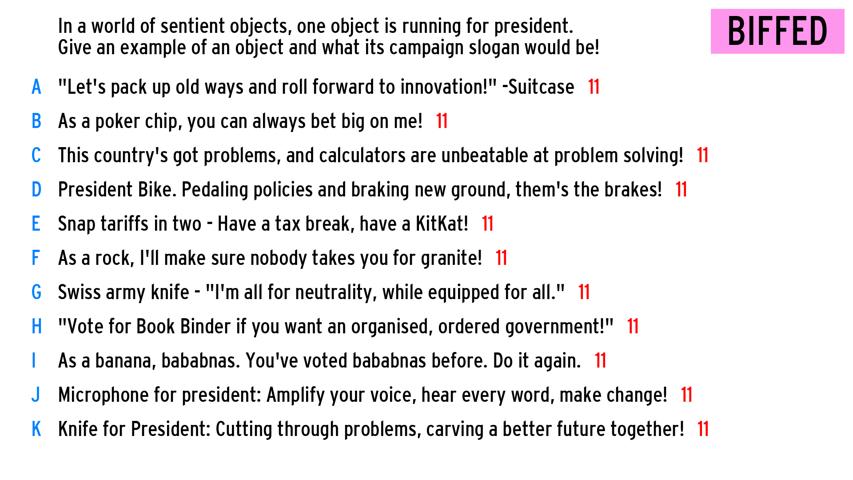 In a world of sentient objects, one object is running for president.
Give an example of an object and what its campaign slogan would be!
BIFFED
A "Let's pack up old ways and roll forward to innovation!" -Suitcase 11
B As a poker chip, you can always bet big on me! 11
C This country's got problems, and calculators are unbeatable at problem solving! 11
D President Bike. Pedaling policies and braking new ground, them's the brakes! 11
E Snap tariffs in two - Have a tax break, have a KitKat! 11
F As a rock, I'll make sure nobody takes you for granite! 11
G Swiss army knife - "I'm all for neutrality, while equipped for all." 11
H "Vote for Book Binder if you want an organised, ordered government!" 11
I As a banana, bababnas. You've voted bababnas before. Do it again. 11
J Microphone for president: Amplify your voice, hear every word, make change! 11
K Knife for President: Cutting through problems, carving a better future together! 11